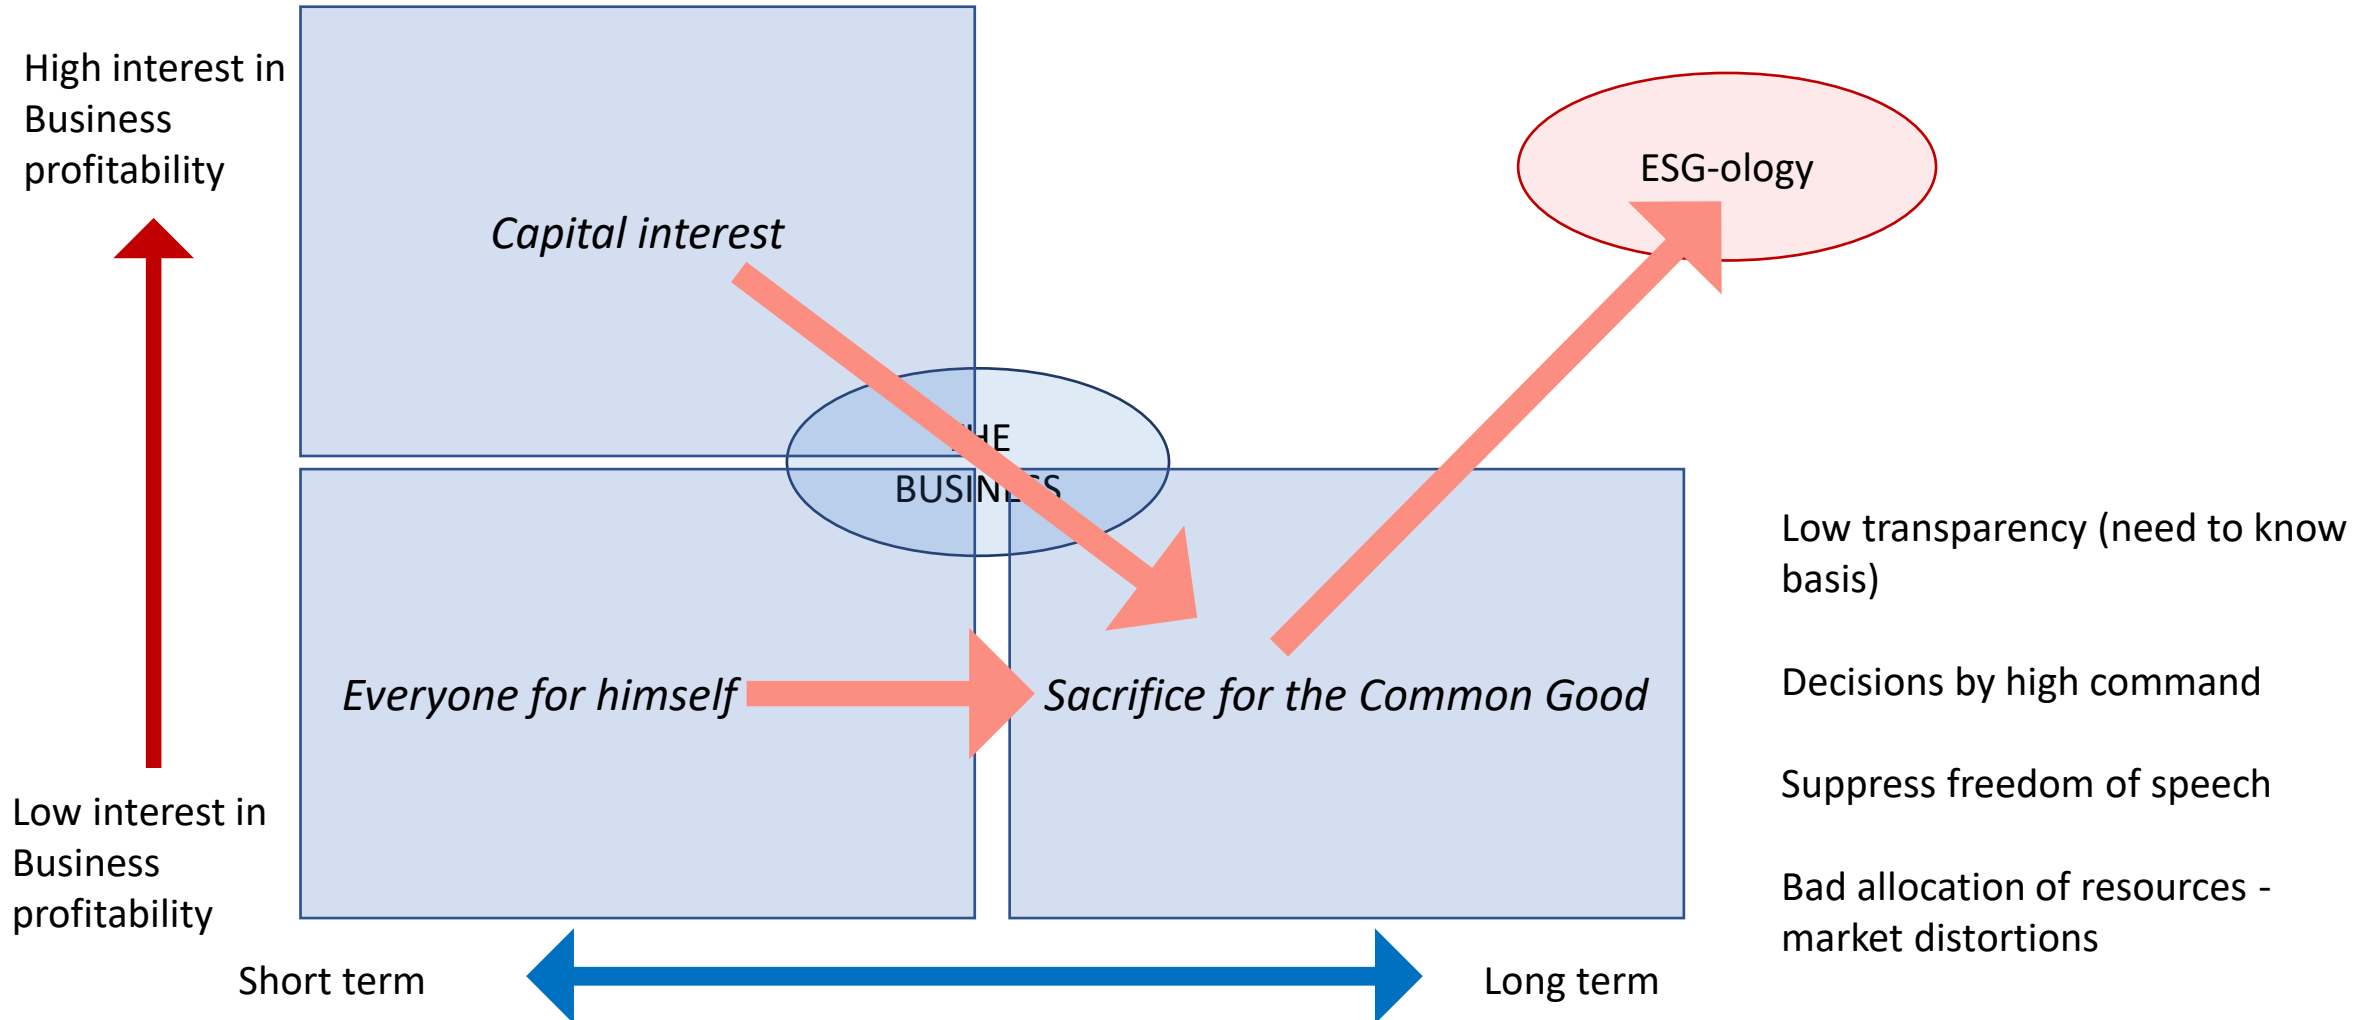 High interest in
Business
profitability
Capital interest
ESG-ology
THE
BUSINESS
Everyone for himself
Sacrifice for the Common Good
Low interest in
Business
profitability
Short term
Long term
Low transparency (need to know
basis)
Decisions by high command
Suppress freedom of speech
Bad allocation of resources -
market distortions